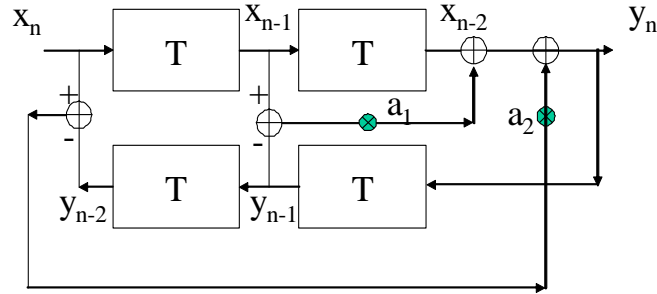 xₙ T xₙ₋₁ T xₙ₋₂ yₙ
+ + a₁ a₂
- -
yₙ₋₂ T yₙ₋₁ T